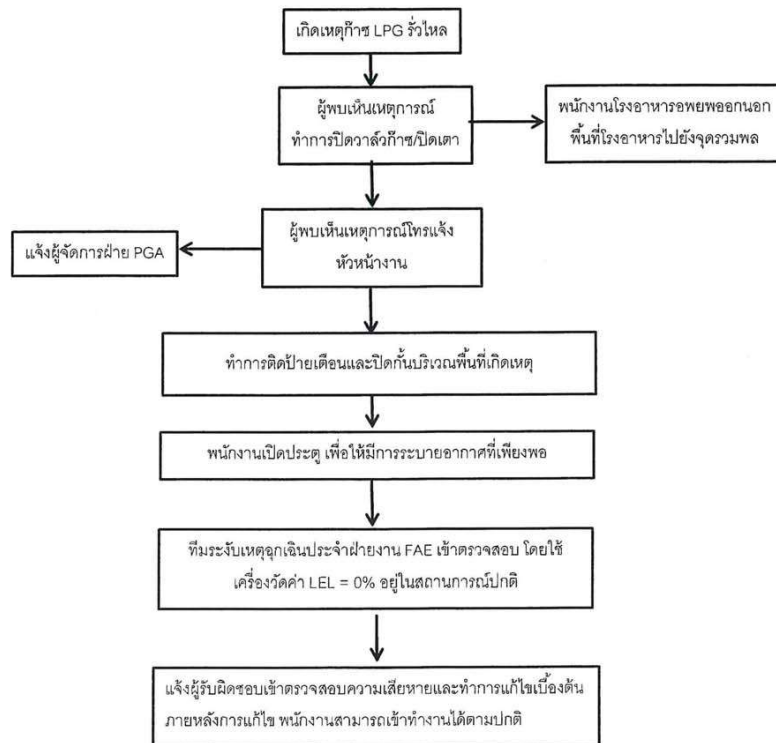 เกิดเหตุก๊าซ LPG รั่วไหล
ผู้พบเห็นเหตุการณ์
ทำการปิดวาล์วก๊าซ/ปิดเตา
พนักงานโรงอาหารอพยพออกนอก
พื้นที่โรงอาหารไปยังจุดรวมพล
ผู้พบเห็นเหตุการณ์โทรแจ้ง
หัวหน้างาน
แจ้งผู้จัดการฝ่าย PGA
ทำการติดป้ายเตือนและปิดกั้นบริเวณพื้นที่เกิดเหตุ
พนักงานเปิดประตู เพื่อให้มีการระบายอากาศที่เพียงพอ
ทีมระงับเหตุฉุกเฉินประจำฝ่ายงาน FAE เข้าตรวจสอบ โดยใช้
เครื่องวัดค่า LEL = 0% อยู่ในสถานการณ์ปกติ
แจ้งผู้รับผิดชอบเข้าตรวจสอบความเสียหายและทำการแก้ไขเบื้องต้น
ภายหลังการแก้ไข พนักงานสามารถเข้าทำงานได้ตามปกติ